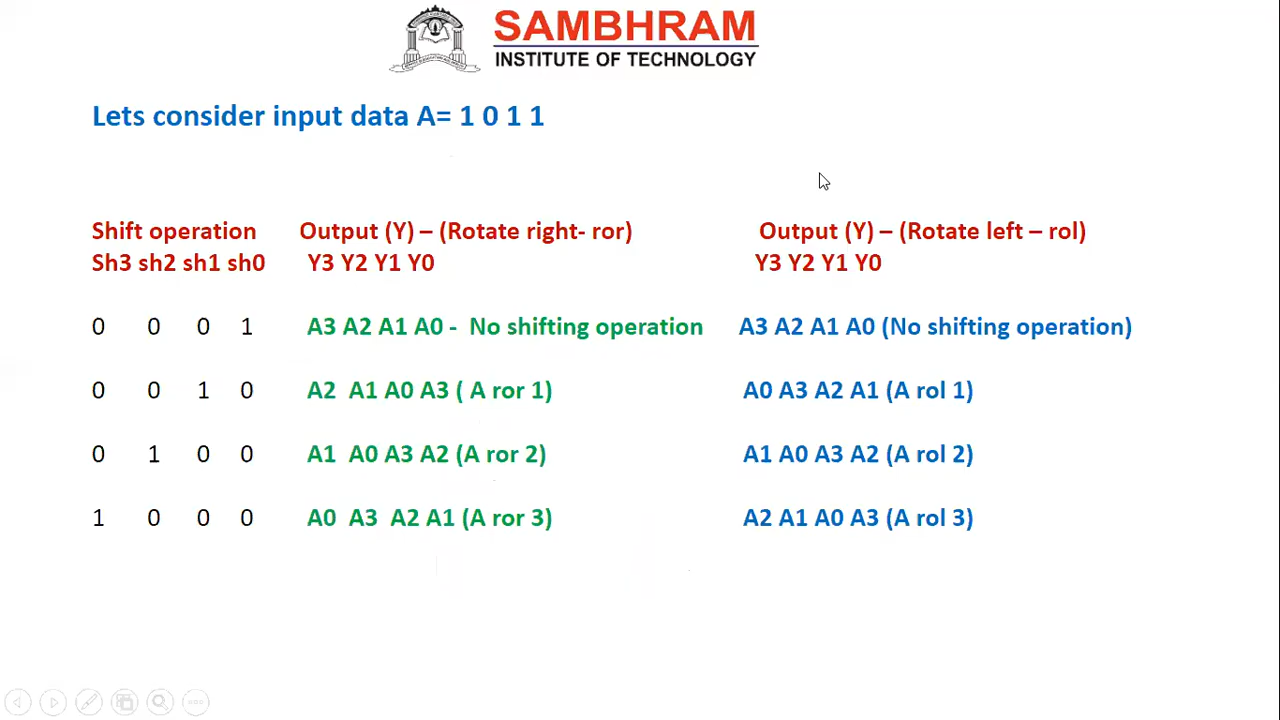 SAMBHRAM
INSTITUTE OF TECHNOLOGY
Lets consider input data A= 1 0 1 1
Shift operation Output (Y) – (Rotate right- ror) Output (Y) – (Rotate left – rol)
Sh3 sh2 sh1 sh0 Y3 Y2 Y1 Y0 Y3 Y2 Y1 Y0
0 0 0 1 A3 A2 A1 A0 - No shifting operation A3 A2 A1 A0 (No shifting operation)
0 0 1 0 A2 A1 A0 A3 ( A ror 1) A0 A3 A2 A1 (A rol 1)
0 1 0 0 A1 A0 A3 A2 (A ror 2) A1 A0 A3 A2 (A rol 2)
1 0 0 0 A0 A3 A2 A1 (A ror 3) A2 A1 A0 A3 (A rol 3)